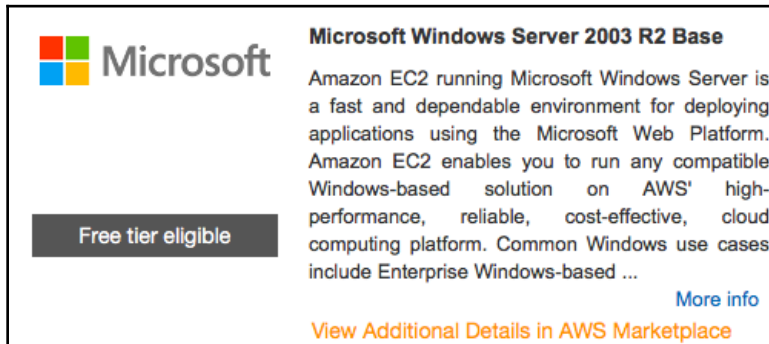 Microsoft
Microsoft Windows Server 2003 R2 Base
Amazon EC2 running Microsoft Windows Server is
a fast and dependable environment for deploying
applications using the Microsoft Web Platform.
Amazon EC2 enables you to run any compatible
Windows-based solution on AWS' high-
performance, reliable, cost-effective, cloud
computing platform. Common Windows use cases
include Enterprise Windows-based ...
Free tier eligible
More info
View Additional Details in AWS Marketplace